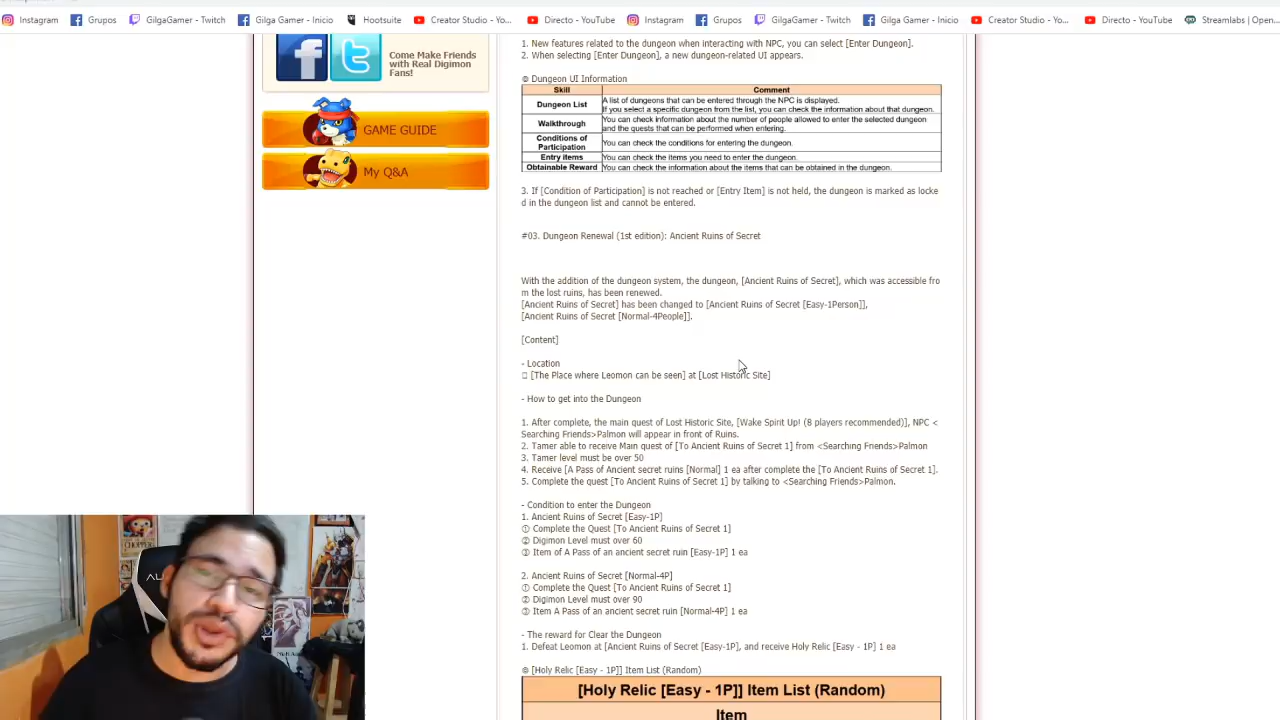 Instagram Grupos GilgaGamer - Twitch Gilga Gamer - Inicio Hootsuite Creator Studio - Yo... Directo - YouTube Instagram Grupos GilgaGamer - Twitch Gilga Gamer - Inicio Creator Studio - Yo... Directo - YouTube Streamlabs | Open...
Come Make Friends
with Real Digimon
Fans!
GAME GUIDE
My Q&A
1. New features related to the dungeon when interacting with NPC, you can select [Enter Dungeon].
2. When selecting [Enter Dungeon], a new dungeon-related UI appears.
◎ Dungeon UI Information
Skill Comment
Dungeon List A list of dungeons that can be entered through the NPC is displayed.
If you select a specific dungeon from the list, you can check the information about that dungeon.
Walkthrough You can check information about the number of people allowed to enter the selected dungeon
and the quests that can be performed when entering.
Conditions of
Participation You can check the conditions for entering the dungeon.
Entry items You can check the items you need to enter the dungeon.
Obtainable Reward You can check the information about the items that can be obtained in the dungeon.
3. If [Condition of Participation] is not reached or [Entry Item] is not held, the dungeon is marked as locke
d in the dungeon list and cannot be entered.
#03. Dungeon Renewal (1st edition): Ancient Ruins of Secret
With the addition of the dungeon system, the dungeon, [Ancient Ruins of Secret], which was accessible fro
m the lost ruins, has been renewed.
[Ancient Ruins of Secret] has been changed to [Ancient Ruins of Secret [Easy-1Person]],
[Ancient Ruins of Secret [Normal-4People]].
[Content]
- Location
[The Place where Leomon can be seen] at [Lost Historic Site]
- How to get into the Dungeon
1. After complete, the main quest of Lost Historic Site, [Wake Spirit Up! (8 players recommended)], NPC <
Searching Friends>Palmon will appear in front of Ruins.
2. Tamer able to receive Main quest of [To Ancient Ruins of Secret 1] from <Searching Friends>Palmon
3. Tamer level must be over 50
4. Receive [A Pass of Ancient secret ruins [Normal] 1 ea after complete the [To Ancient Ruins of Secret 1].
5. Complete the quest [To Ancient Ruins of Secret 1] by talking to <Searching Friends>Palmon.
- Condition to enter the Dungeon
1. Ancient Ruins of Secret [Easy-1P]
① Complete the Quest [To Ancient Ruins of Secret 1]
② Digimon Level must over 60
③ Item of A Pass of an ancient secret ruin [Easy-1P] 1 ea
2. Ancient Ruins of Secret [Normal-4P]
① Complete the Quest [To Ancient Ruins of Secret 1]
② Digimon Level must over 90
③ Item A Pass of an ancient secret ruin [Normal-4P] 1 ea
- The reward for Clear the Dungeon
1. Defeat Leomon at [Ancient Ruins of Secret [Easy-1P], and receive Holy Relic [Easy - 1P] 1 ea
◎ [Holy Relic [Easy - 1P]] Item List (Random)
[Holy Relic [Easy - 1P]] Item List (Random)
Item
CHOPPER